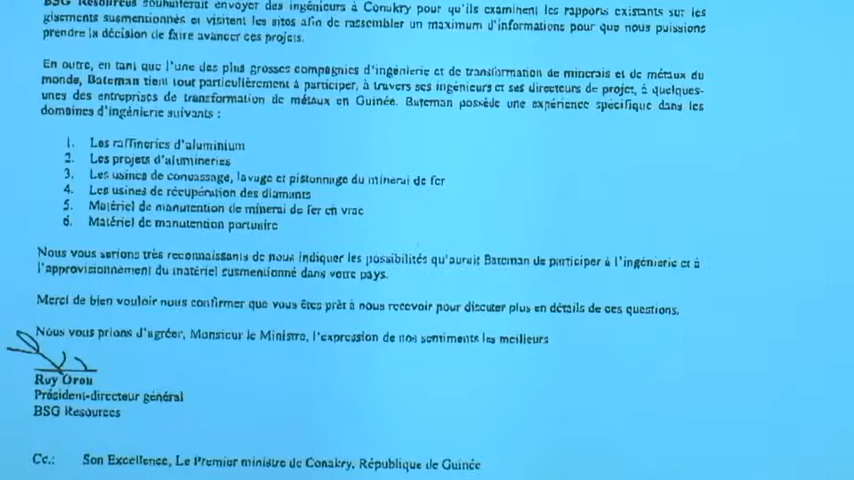 BSG Resources souhaiterait envoyer des ingénieurs à Conakry pour qu'ils examinent les rapports existants sur les
gisements susmentionnés et visitent les sites afin de rassembler un maximum d'informations pour que nous puissions
prendre la décision de faire avancer ces projets.
En outre, en tant que l'une des plus grosses compagnies d'ingénierie et de transformation de minerais et de métaux du
monde, Bateman tient tout particulièrement à participer, à travers ses ingénieurs et ses directeurs de projet, à quelques-
unes des entreprises de transformation de métaux en Guinée. Bateman possède une expérience spécifique dans les
domaines d'ingénierie suivants :
1. Les raffineries d'aluminium
2. Les projets d'alumineries
3. Les usines de concassage, lavage et pistonnage du minerai de fer
4. Les usines de récupération des diamants
5. Matériel de manutention de minerai de fer en vrac
6. Matériel de manutention portuaire
Nous vous serions très reconnaissants de nous indiquer les possibilités qu'aurait Bateman de participer à l'ingénierie et à
l'approvisionnement du matériel susmentionné dans votre pays.
Merci de bien vouloir nous confirmer que vous êtes prêt à nous recevoir pour discuter plus en détails de ces questions.
Nous vous prions d'agréer, Monsieur le Ministre, l'expression de nos sentiments les meilleurs
Roy Oron
Président-directeur général
BSG Resources
Cc.: Son Excellence, Le Premier ministre de Conakry, République de Guinée